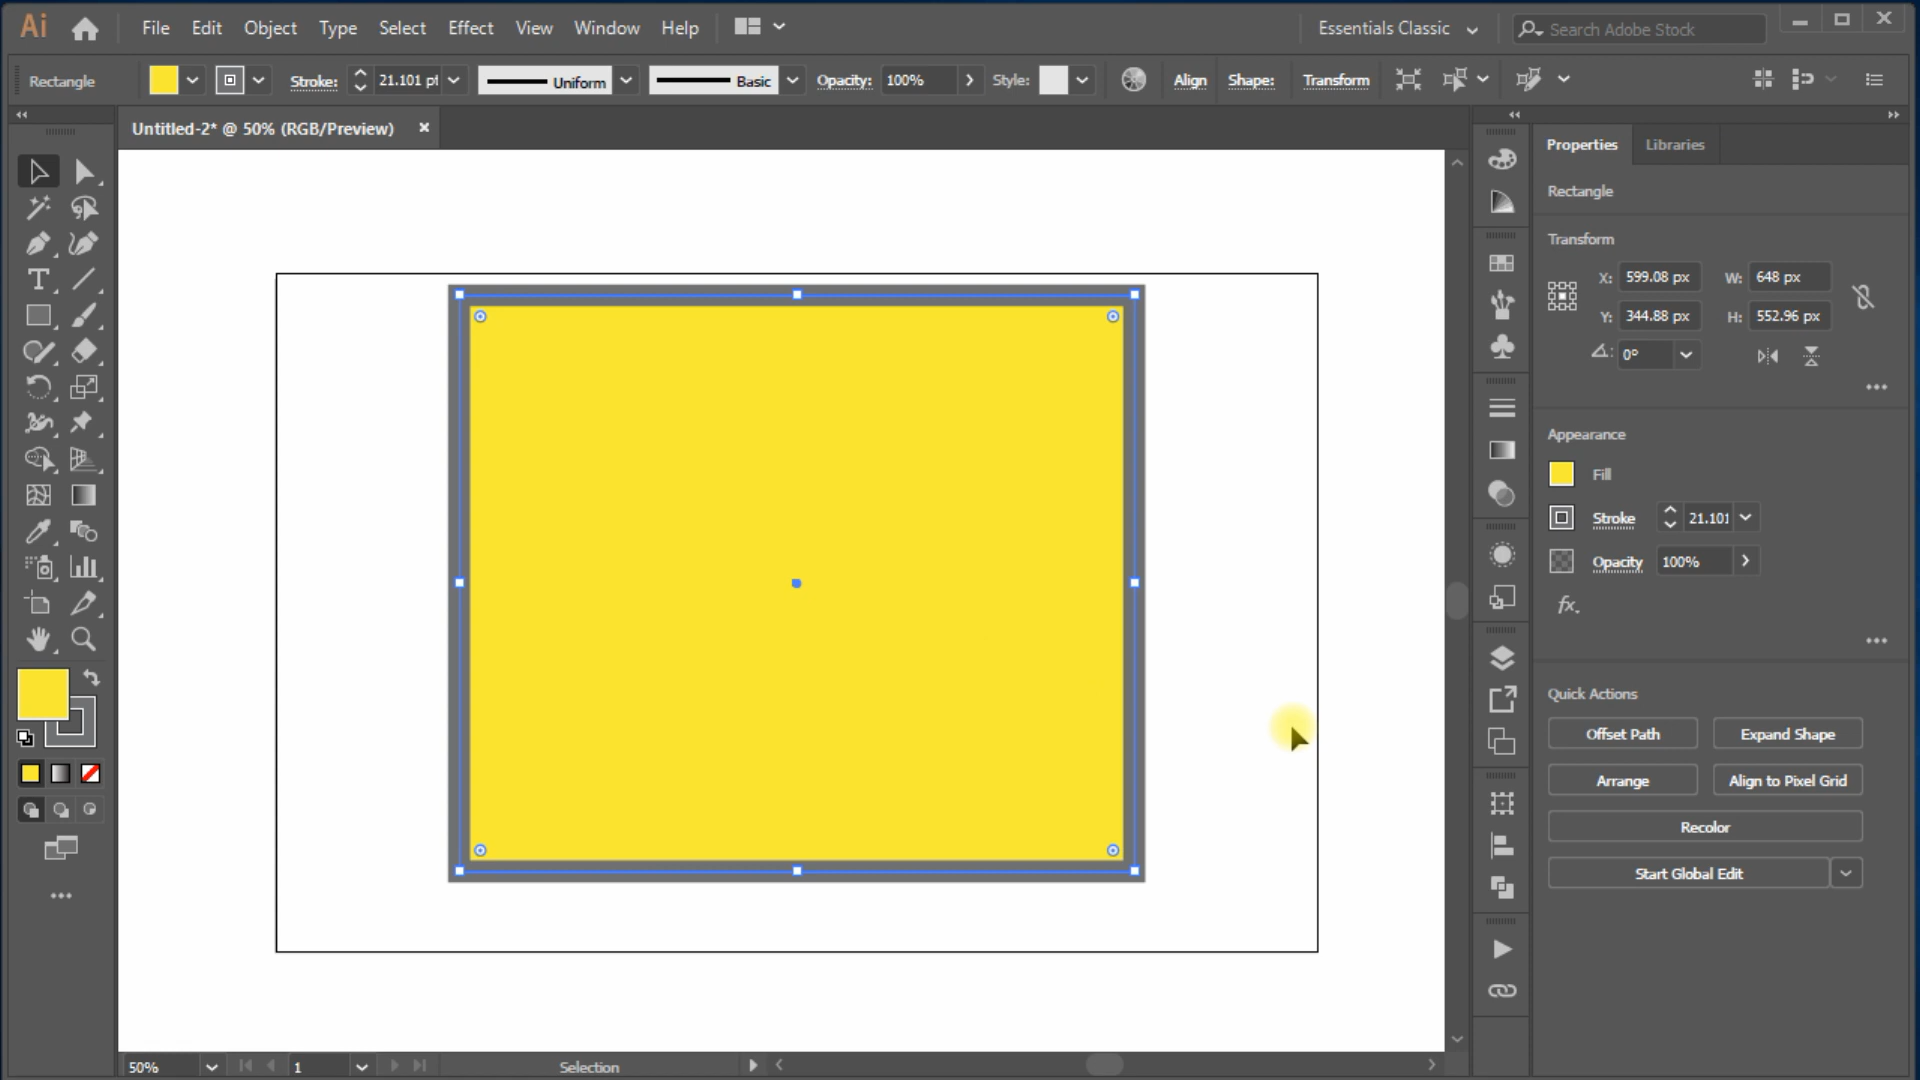 Ai File Edit Object Type Select Effect View Window Help Essentials Classic Search Adobe Stock
Rectangle Stroke: 21.101 pt Uniform Basic Opacity: 100% Style: Align Shape: Transform
Untitled-2* @ 50% (RGB/Preview)
Properties Libraries
Rectangle
Transform
X: 599.08 px W: 648 px
Y: 344.88 px H: 552.96 px
0°
Appearance
Fill
Stroke 21.101
Opacity 100%
fx.
Quick Actions
Offset Path Expand Shape
Arrange Align to Pixel Grid
Recolor
Start Global Edit
50% 1 Selection